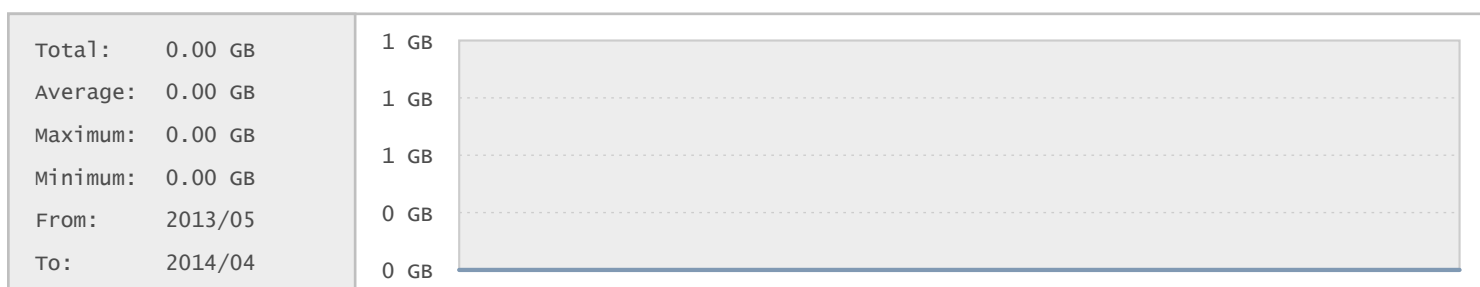 Total: 0.00 GB
Average: 0.00 GB
Maximum: 0.00 GB
Minimum: 0.00 GB
From: 2013/05
To: 2014/04
1 GB
1 GB
1 GB
0 GB
0 GB